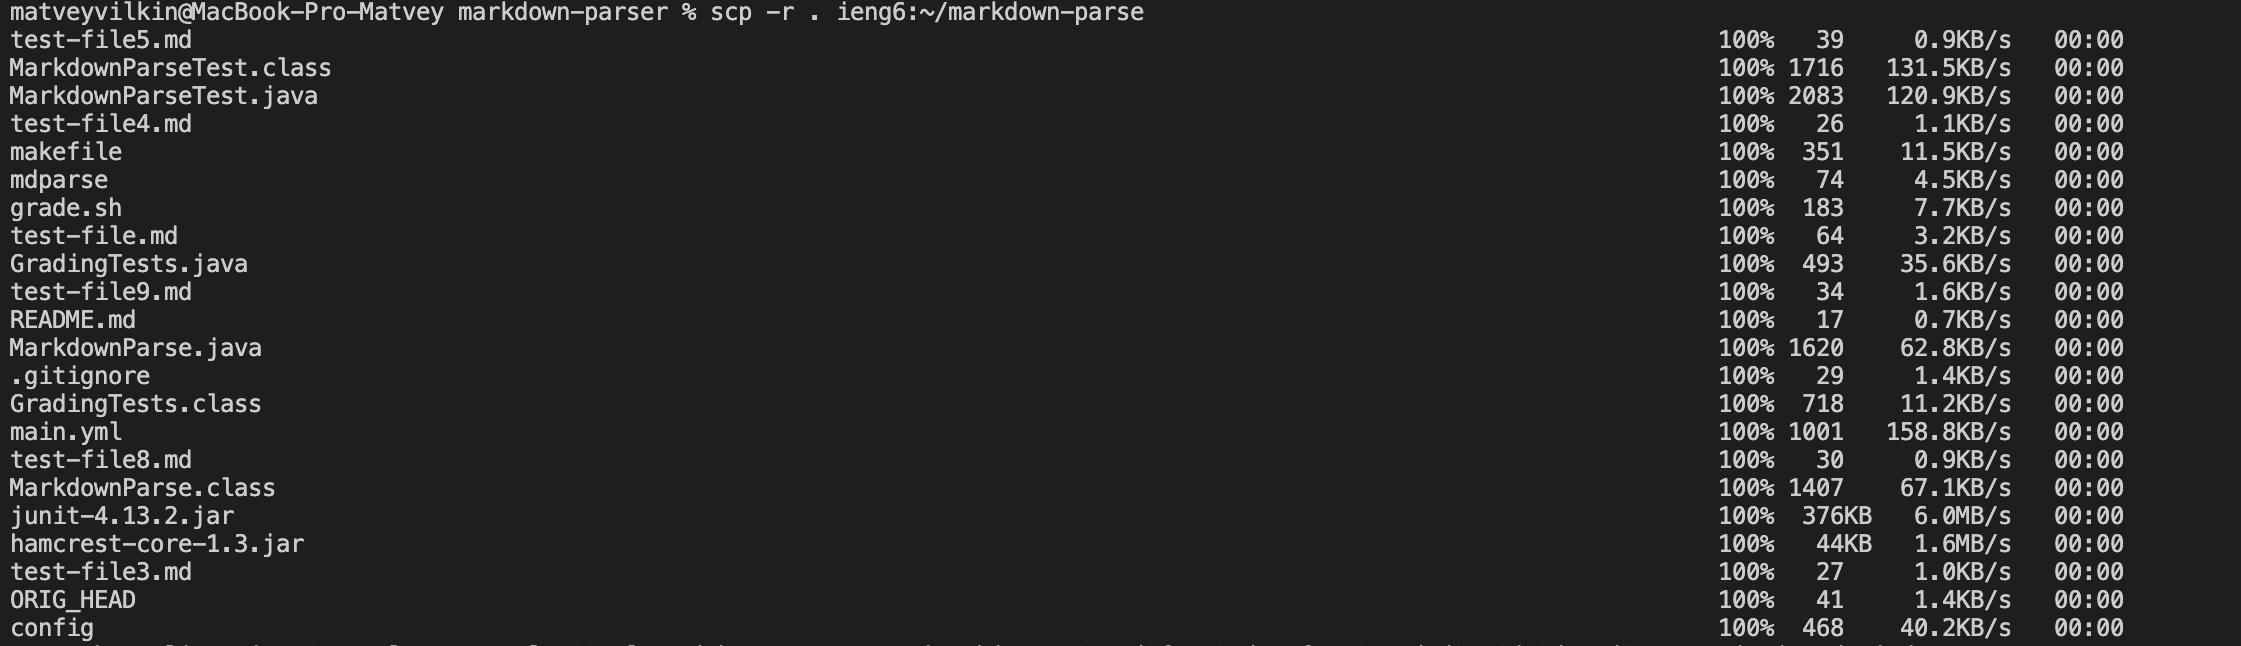 matveyvilkin@MacBook-Pro-Matvey markdown-parser % scp -r . ieng6:~/markdown-parse
test-file5.md 100% 39 0.9KB/s 00:00
MarkdownParseTest.class 100% 1716 131.5KB/s 00:00
MarkdownParseTest.java 100% 2083 120.9KB/s 00:00
test-file4.md 100% 26 1.1KB/s 00:00
makefile 100% 351 11.5KB/s 00:00
mdparse 100% 74 4.5KB/s 00:00
grade.sh 100% 183 7.7KB/s 00:00
test-file.md 100% 64 3.2KB/s 00:00
GradingTests.java 100% 493 35.6KB/s 00:00
test-file9.md 100% 34 1.6KB/s 00:00
README.md 100% 17 0.7KB/s 00:00
MarkdownParse.java 100% 1620 62.8KB/s 00:00
.gitignore 100% 29 1.4KB/s 00:00
GradingTests.class 100% 718 11.2KB/s 00:00
main.yml 100% 1001 158.8KB/s 00:00
test-file8.md 100% 30 0.9KB/s 00:00
MarkdownParse.class 100% 1407 67.1KB/s 00:00
junit-4.13.2.jar 100% 376KB 6.0MB/s 00:00
hamcrest-core-1.3.jar 100% 44KB 1.6MB/s 00:00
test-file3.md 100% 27 1.0KB/s 00:00
ORIG_HEAD 100% 41 1.4KB/s 00:00
config 100% 468 40.2KB/s 00:00